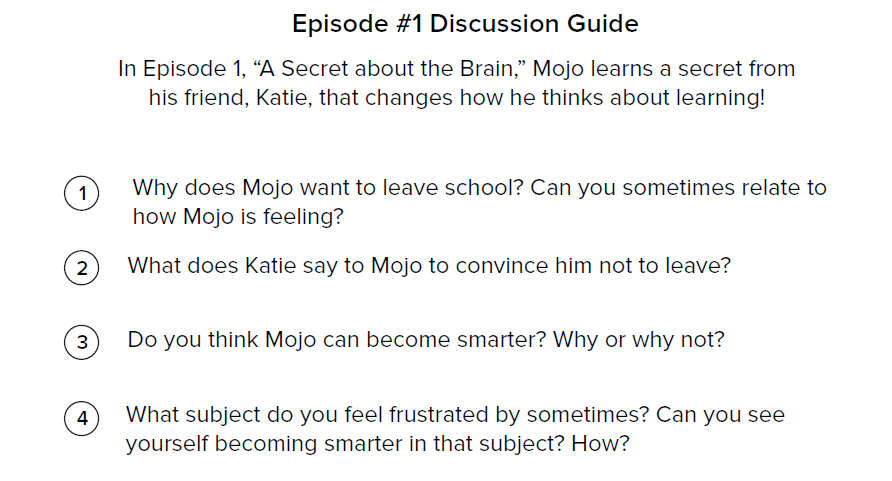 Episode #1 Discussion Guide
In Episode 1, “A Secret about the Brain,” Mojo learns a secret from
his friend, Katie, that changes how he thinks about learning!
1 Why does Mojo want to leave school? Can you sometimes relate to
how Mojo is feeling?
2 What does Katie say to Mojo to convince him not to leave?
3 Do you think Mojo can become smarter? Why or why not?
4 What subject do you feel frustrated by sometimes? Can you see
yourself becoming smarter in that subject? How?